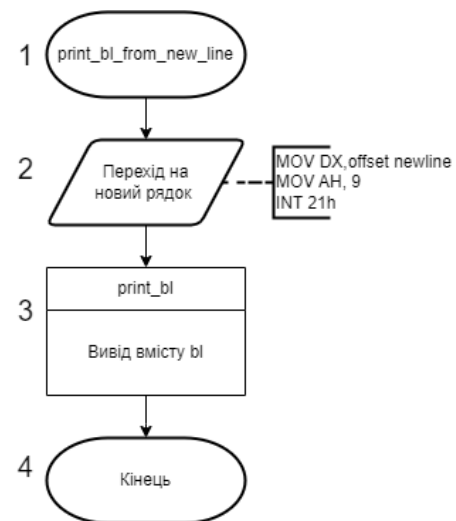 1
print_bl_from_new_line
2
Перехід на
новий рядок
MOV DX,offset newline
MOV AH, 9
INT 21h
3
print_bl
Вивід вмісту bl
4
Кінець